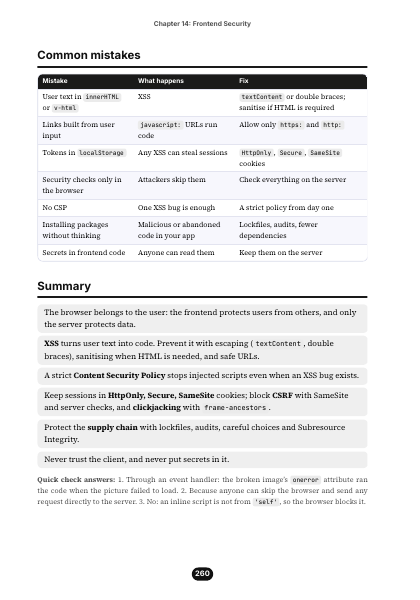 Chapter 14: Frontend Security
Common mistakes
Mistake What happens Fix
User text in innerHTML XSS textContent or double braces;
or v-html sanitise if HTML is required
Links built from user javascript: URLs run Allow only https: and http:
input code
Tokens in localStorage Any XSS can steal sessions HttpOnly, Secure, SameSite
cookies
Security checks only in Attackers skip them Check everything on the server
the browser
No CSP One XSS bug is enough A strict policy from day one
Installing packages Malicious or abandoned Lockfiles, audits, fewer
without thinking code in your app dependencies
Secrets in frontend code Anyone can read them Keep them on the server
Summary
The browser belongs to the user: the frontend protects users from others, and only
the server protects data.
XSS turns user text into code. Prevent it with escaping ( textContent , double
braces), sanitising when HTML is needed, and safe URLs.
A strict Content Security Policy stops injected scripts even when an XSS bug exists.
Keep sessions in HttpOnly, Secure, SameSite cookies; block CSRF with SameSite
and server checks, and clickjacking with frame-ancestors .
Protect the supply chain with lockfiles, audits, careful choices and Subresource
Integrity.
Never trust the client, and never put secrets in it.
Quick check answers: 1. Through an event handler: the broken image's onerror attribute ran
the code when the picture failed to load. 2. Because anyone can skip the browser and send any
request directly to the server. 3. No: an inline script is not from 'self', so the browser blocks it.
260